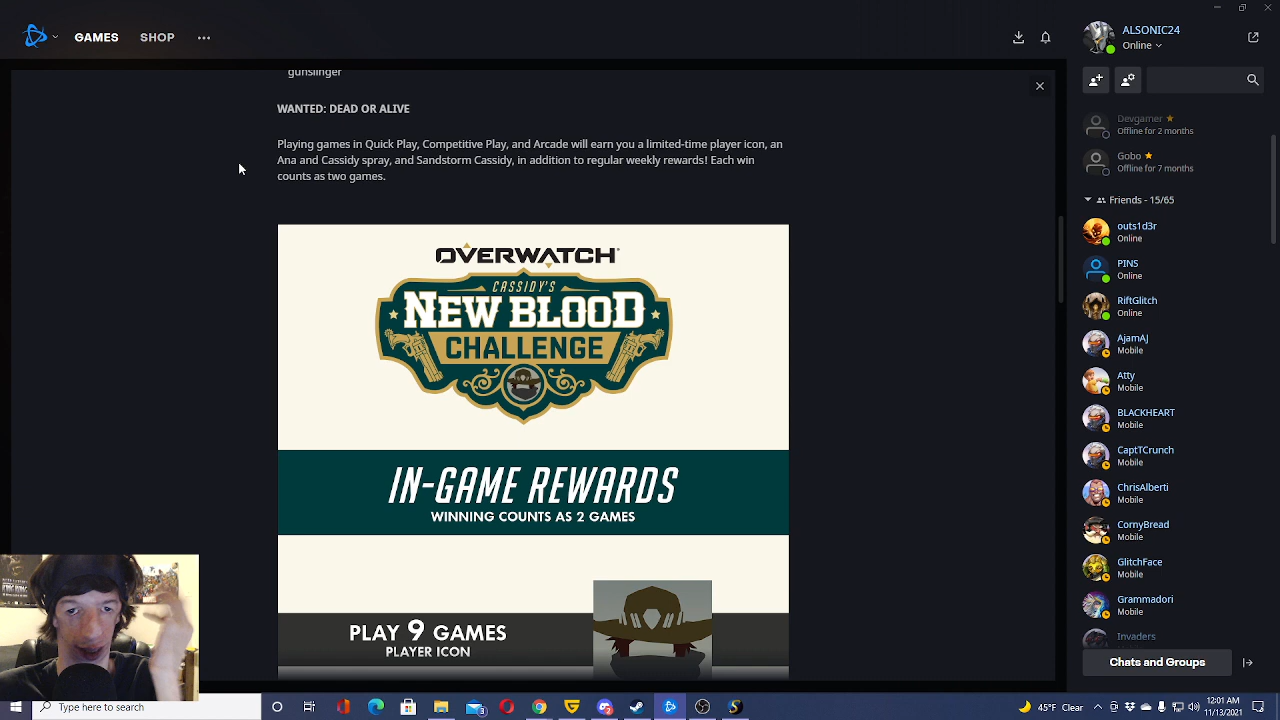 GAMES
SHOP
ALSONIC24
Online
gunslinger
WANTED: DEAD OR ALIVE
Playing games in Quick Play, Competitive Play, and Arcade will earn you a limited-time player icon, an
Ana and Cassidy spray, and Sandstorm Cassidy, in addition to regular weekly rewards! Each win
counts as two games.
OVERWATCH
CASSIDY'S
NEW BLOOD
CHALLENGE
IN-GAME REWARDS
WINNING COUNTS AS 2 GAMES
PLAY 9 GAMES
PLAYER ICON
Devgamer
Offline for 2 months
Gobo
Offline for 7 months
Friends - 15/65
outs1d3r
Online
PINS
Online
RiftGlitch
Online
AjamAJ
Mobile
Atty
Mobile
BLACKHEART
Mobile
CaptTCrunch
Mobile
ChrisAlberti
Mobile
CornyBread
Mobile
GlitchFace
Mobile
Grammadori
Mobile
Invaders
Chats and Groups
Type here to search
45°F Clear
12:01 AM
11/13/2021